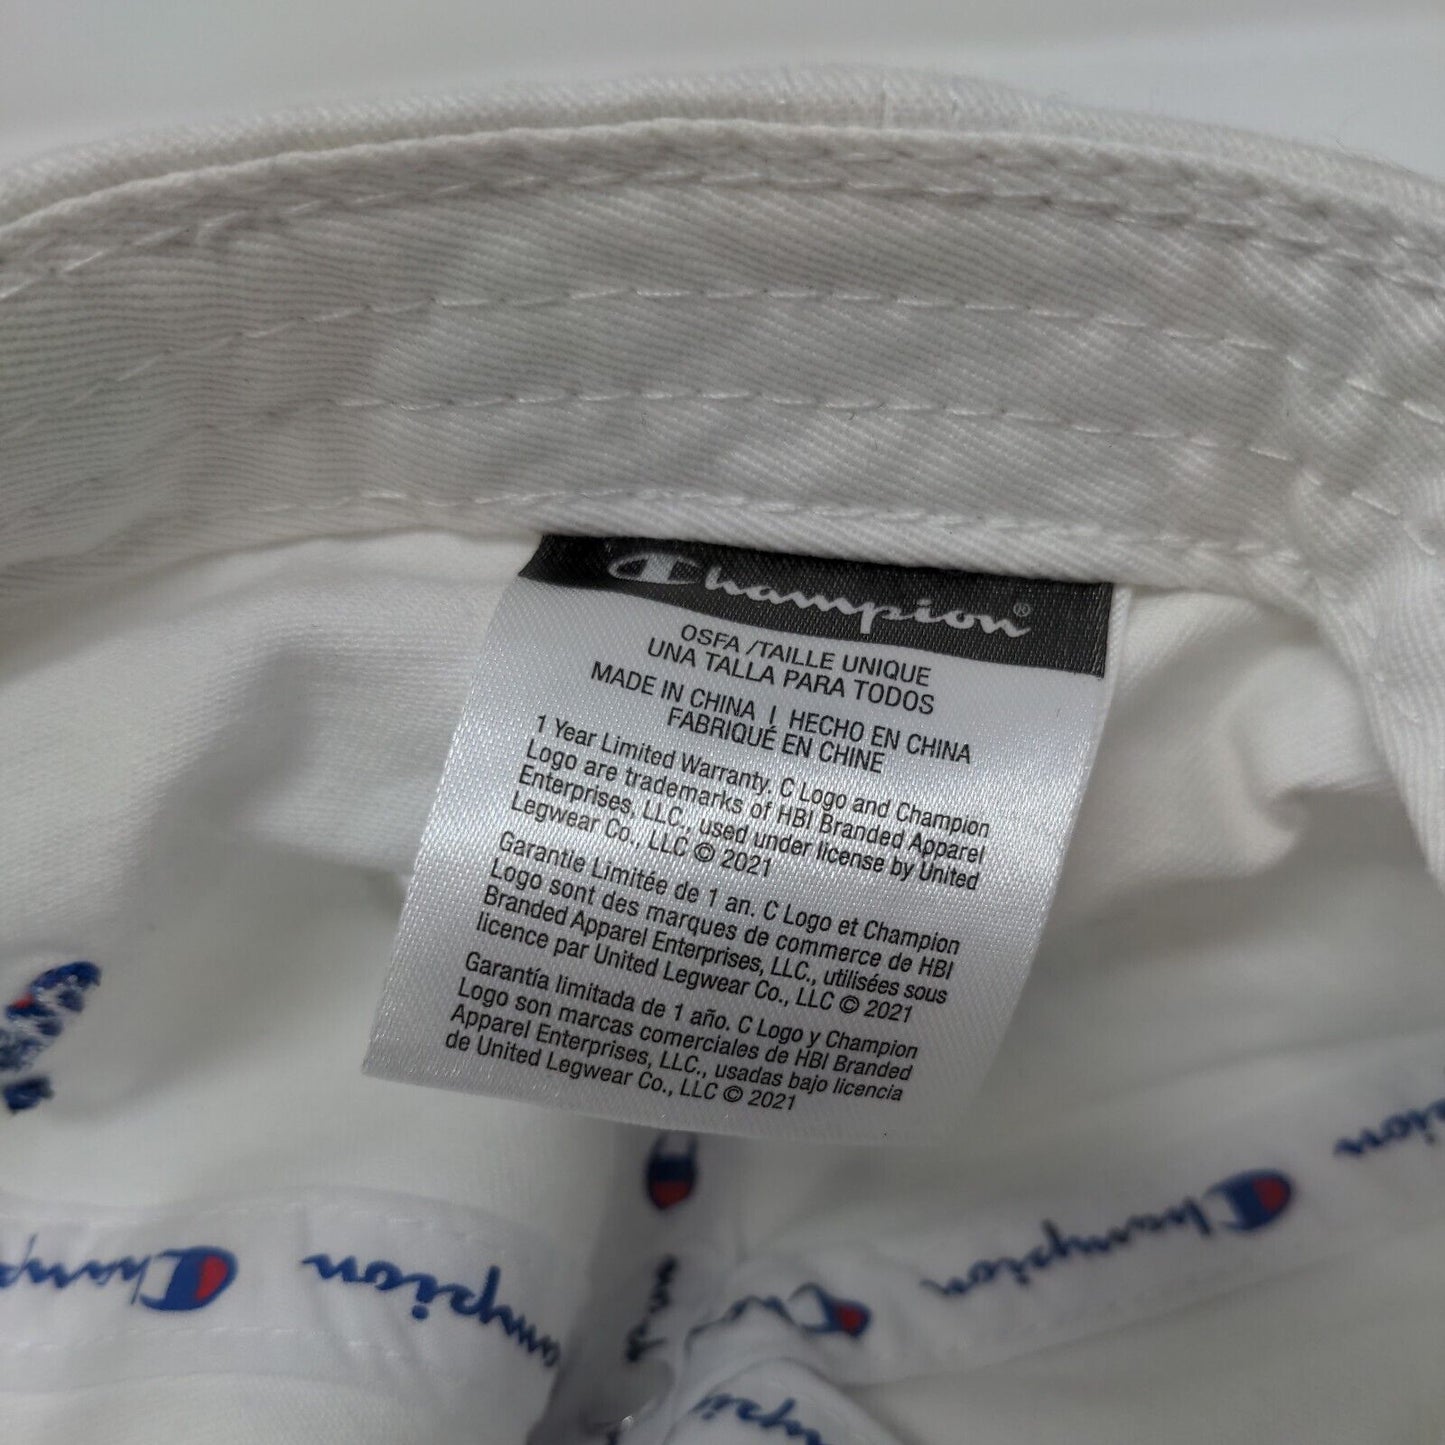 Champion®
OSFA /TAILLE UNIQUE
UNA TALLA PARA TODOS
MADE IN CHINA | HECHO EN CHINA
FABRIQUÉ EN CHINE
1 Year Limited Warranty. C Logo and Champion
Logo are trademarks of HBI Branded Apparel
Enterprises, LLC., used under license by United
Legwear Co., LLC © 2021
Garantie Limitée de 1 an. C Logo et Champion
Logo sont des marques de commerce de HBI
Branded Apparel Enterprises, LLC., utilisées sous
licence par United Legwear Co., LLC © 2021
Garantía limitada de 1 año. C Logo y Champion
Logo son marcas comerciales de HBI Branded
Apparel Enterprises, LLC., usadas bajo licencia
de United Legwear Co., LLC © 2021
Champion